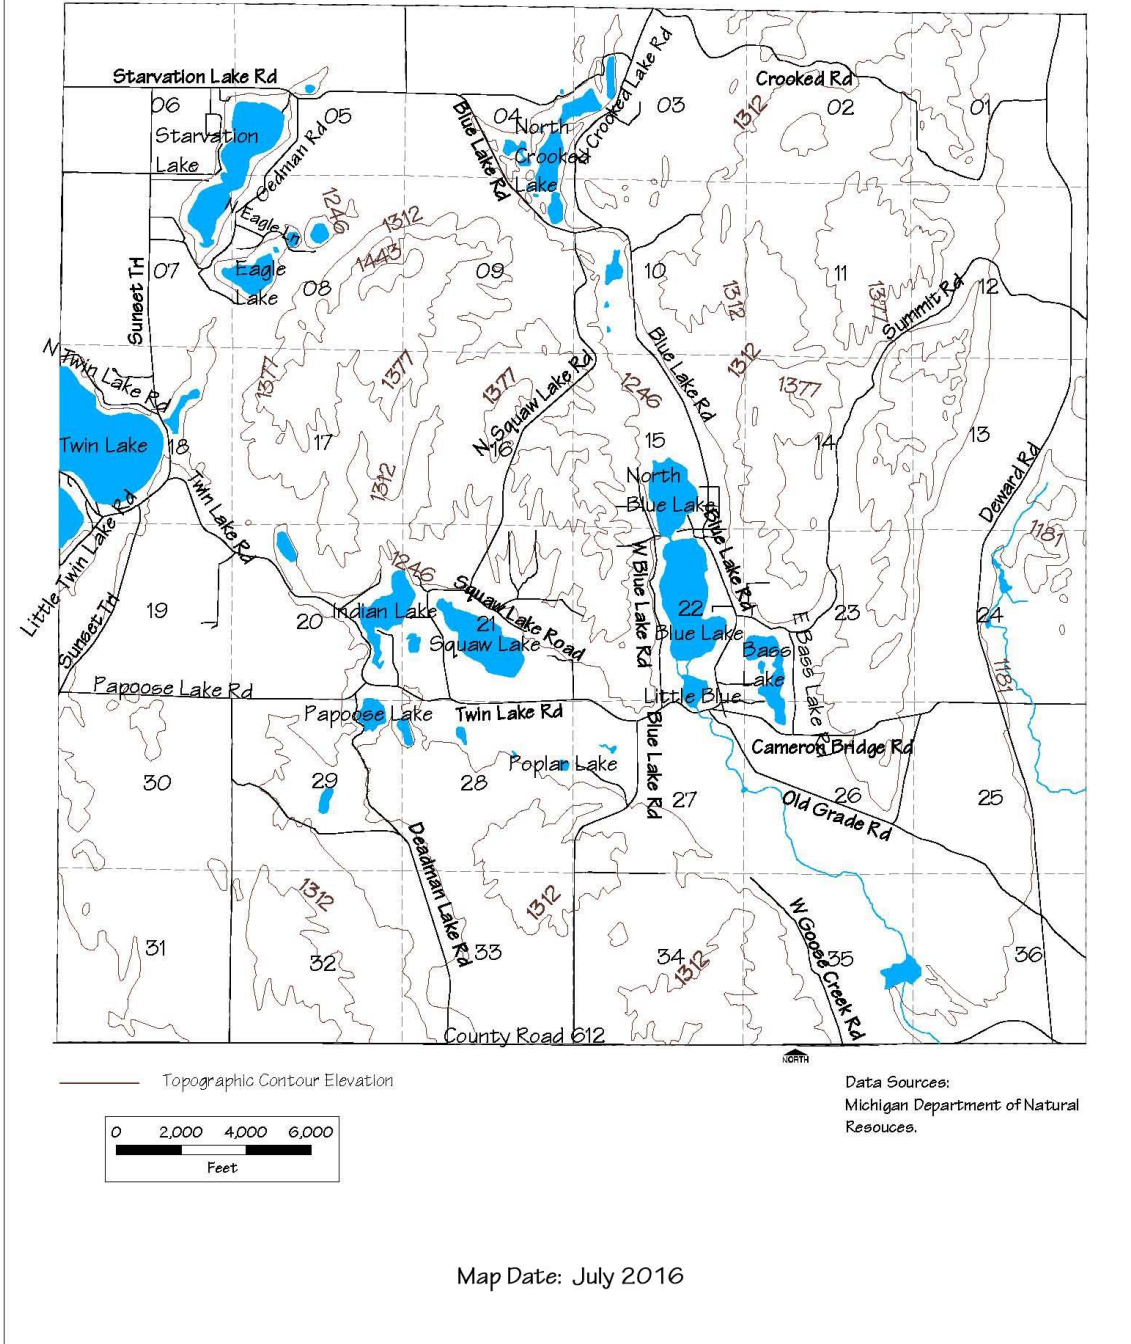 Starvation Lake Rd
Crooked Rd
06
05
04
03
02
01
Starvation
Lake
Dedman Rd
Blue Lake Rd
North
Crooked
Lake
Crooked Lake Rd
1312
N Eagle Ln
1246
1312
1443
Sunset Trl
07
Eagle
Lake
08
09
10
11
12
1312
1377
Summit Rd
N Twin Lake Rd
1377
1377
1377
N. Squaw Lake Rd
1246
Blue Lake Rd
1312
1377
Twin Lake
18
17
16
15
14
13
1312
North
Blue Lake
Deward Rd
1181
Little Twin Lake Rd
Twin Lake Rd
Blue Lake Rd
W Blue Lake Rd
1246
Squaw Lake Road
19
20
Indian Lake
21
Squaw Lake
22
Blue Lake
23
24
Sunset Trl
Bass
Lake
E Bass Lake Rd
1181
Papoose Lake Rd
Little Blue
Papoose Lake
Twin Lake Rd
Blue Lake Rd
Cameron Bridge Rd
Poplar Lake
30
29
28
27
26
25
Old Grade Rd
Deadman Lake Rd
1312
1312
W Goose Creek Rd
31
32
33
34
1312
35
36
County Road 612
NORTH
Topographic Contour Elevation
0 2,000 4,000 6,000
Feet
Data Sources:
Michigan Department of Natural
Resouces.
Map Date: July 2016